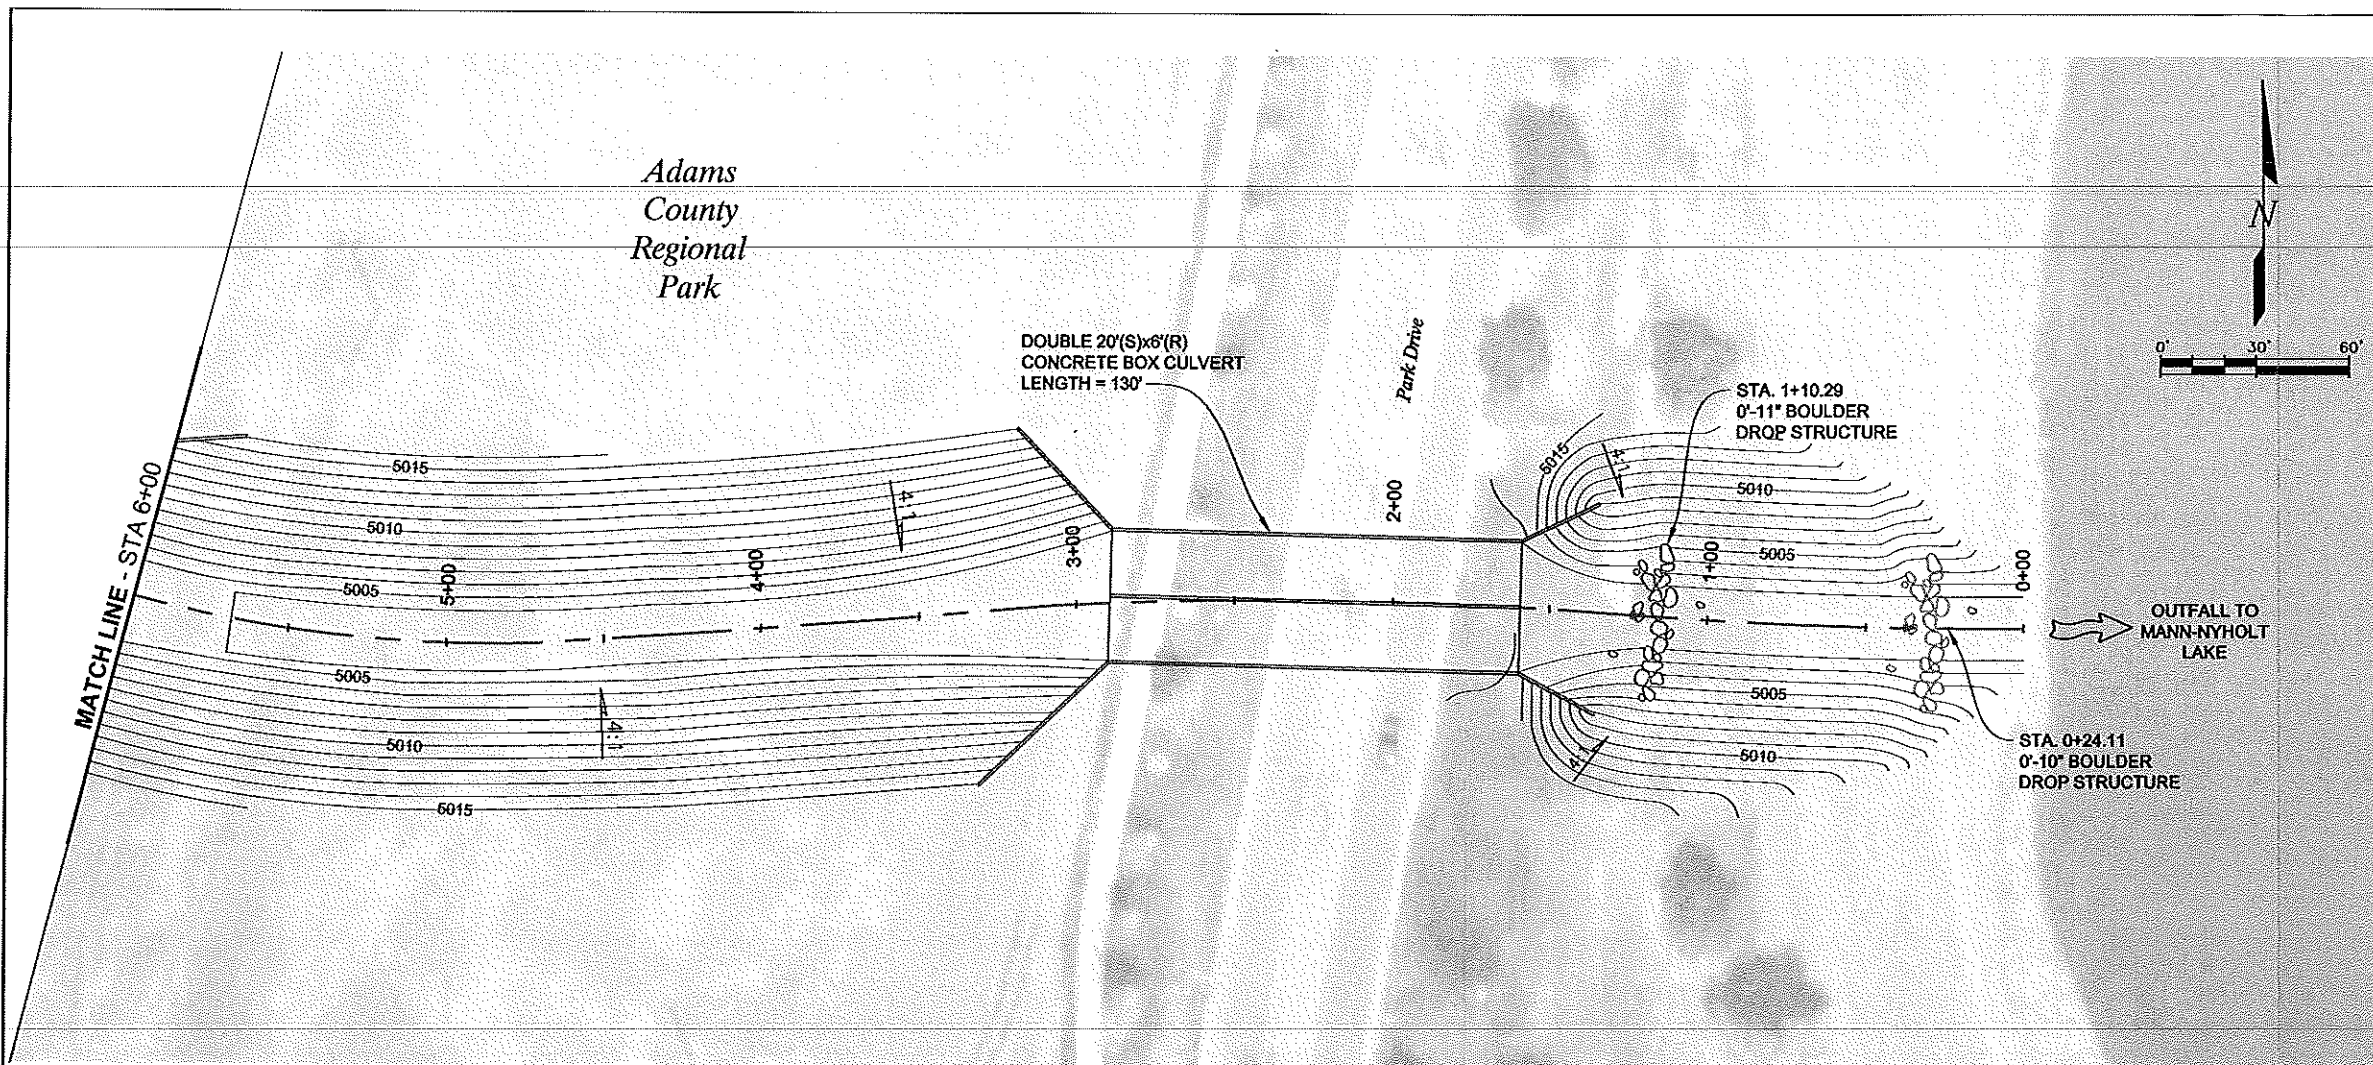 Adams
County
Regional
Park
N
0' 30' 60'
DOUBLE 20'(S)x6'(R)
CONCRETE BOX CULVERT
LENGTH = 130'
Park Drive
STA. 1+10.29
0'-11" BOULDER
DROP STRUCTURE
MATCH LINE - STA 6+00
5015
5010
5005
5+00
4+00
3+00
2+00
1+00
0+00
4:1
5015
4:1
5010
5005
OUTFALL TO
MANN-NYHOLT
LAKE
5005
5010
5015
4:1
5005
5010
4:1
STA. 0+24.11
0'-10" BOULDER
DROP STRUCTURE